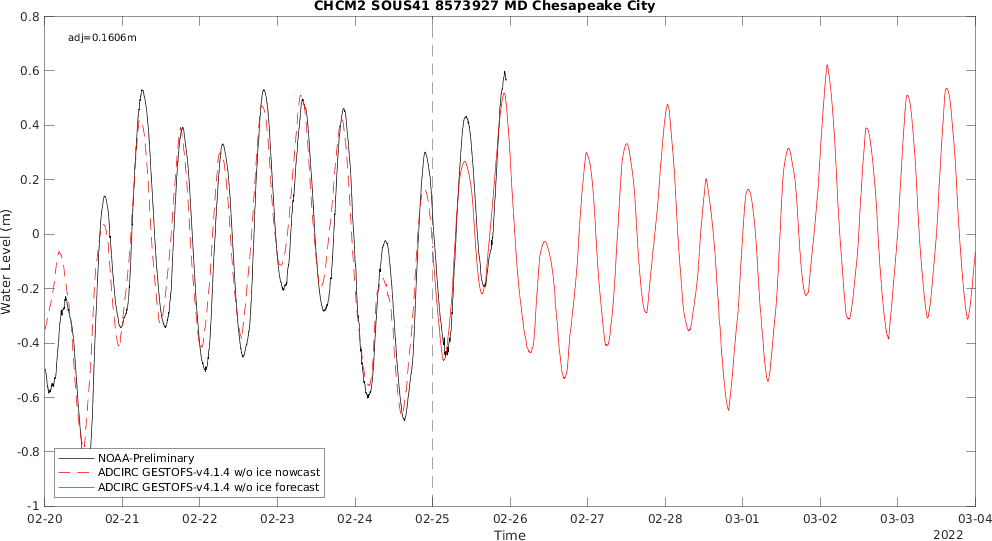 CHCM2 SOUS41 8573927 MD Chesapeake City
adj=0.1606m
0.8
0.6
0.4
0.2
0
-0.2
-0.4
-0.6
-0.8
-1
Water Level (m)
NOAA-Preliminary
ADCIRC GESTOFS-v4.1.4 w/o ice nowcast
ADCIRC GESTOFS-v4.1.4 w/o ice forecast
02-20 02-21 02-22 02-23 02-24 02-25 02-26 02-27 02-28 03-01 03-02 03-03 03-04
Time
2022